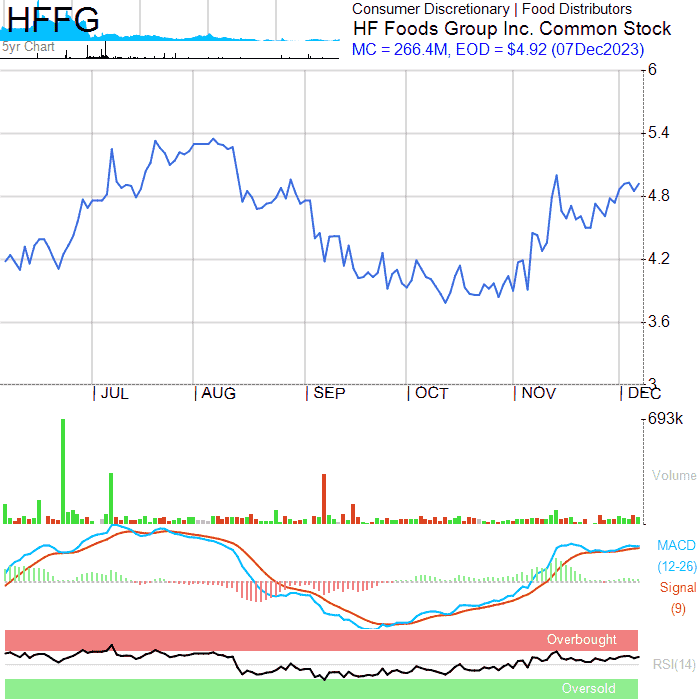 HFFG
5yr Chart
Consumer Discretionary | Food Distributors
HF Foods Group Inc. Common Stock
MC = 266.4M, EOD = $4.92 (07Dec2023)
6
5.4
4.8
4.2
3.6
3
JUL AUG SEP OCT NOV DEC
693k
Volume
MACD
(12-26)
Signal
(9)
Overbought
RSI(14)
Oversold